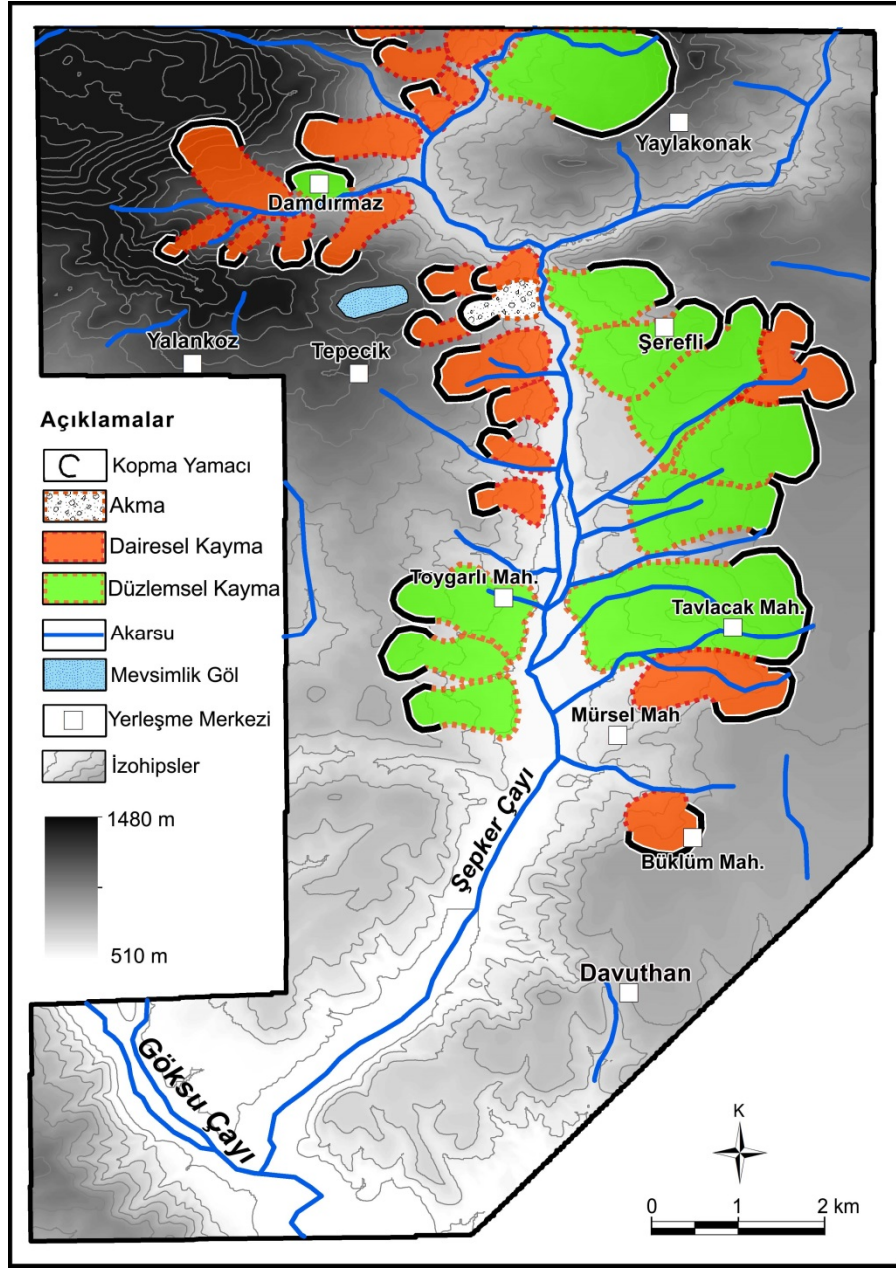 Yaylakonak
Damdırmaz
Yalankoz
Tepecik
Şerefli
Açıklamalar
Kopma Yamacı
Akma
Dairesel Kayma
Düzlemsel Kayma
Akarsu
Mevsimlik Göl
Yerleşme Merkezi
İzohipsler
1480 m
510 m
Toygarlı Mah.
Tavlacak Mah.
Mürsel Mah
Büklüm Mah.
Şepker Çayı
Davuthan
Göksu Çayı
K
0 1 2 km